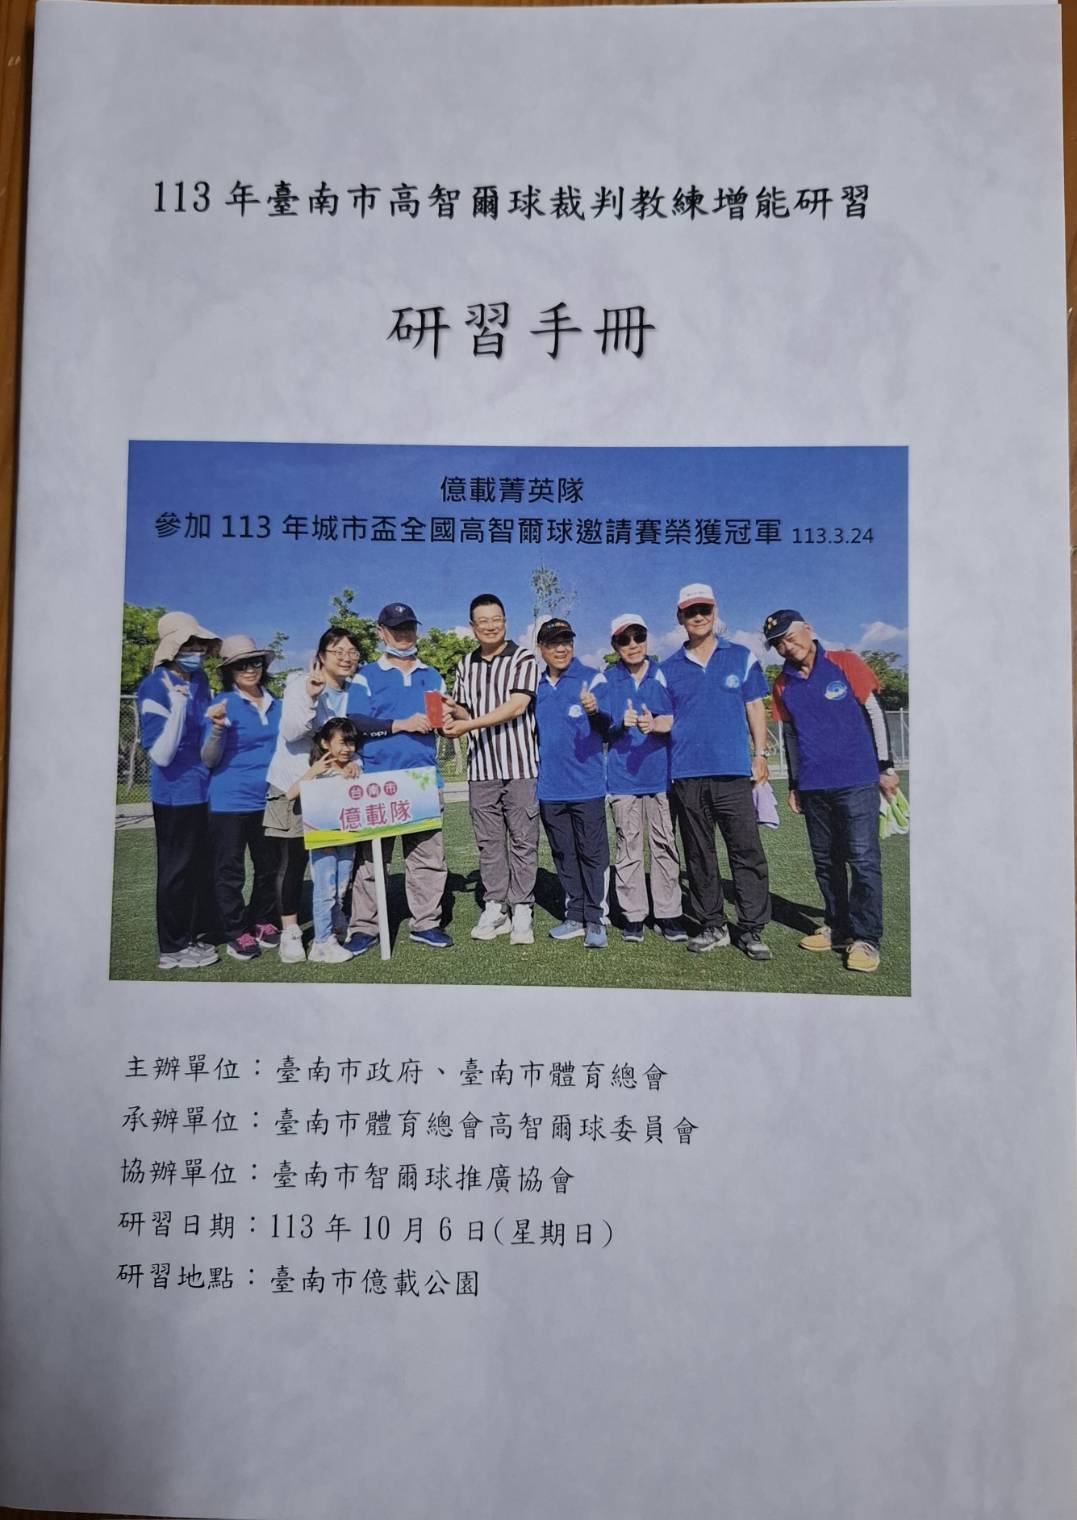 113 年臺南市高智爾球裁判教練增能研習
研習手冊
億載菁英隊
參加 113 年城市盃全國高智爾球邀請賽榮獲冠軍 113.3.24
台南市
億載隊
主辦單位：臺南市政府、臺南市體育總會
承辦單位：臺南市體育總會高智爾球委員會
協辦單位：臺南市智爾球推廣協會
研習日期：113 年 10 月 6 日(星期日)
研習地點：臺南市億載公園